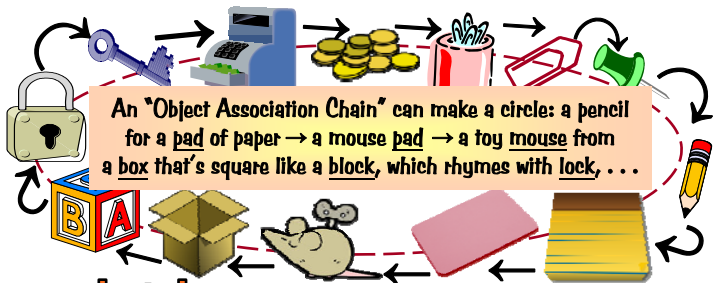 An "Object Association Chain" can make a circle: a pencil
for a pad of paper → a mouse pad → a toy mouse from
a box that's square like a block, which rhymes with lock, . . .
B A